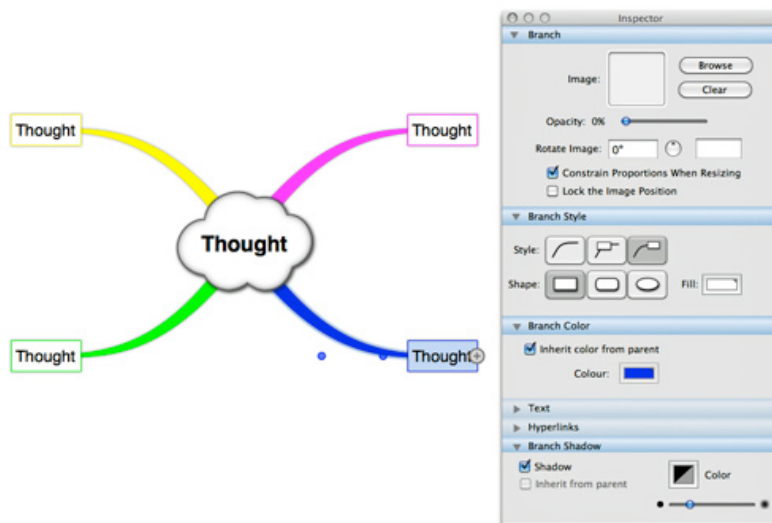 Inspector
Branch
Image:
Browse
Clear
Opacity: 0%
Rotate Image: 0°
Constrain Proportions When Resizing
Lock the Image Position
Branch Style
Style:
Shape:
Fill:
Branch Color
Inherit color from parent
Colour:
Text
Hyperlinks
Branch Shadow
Shadow
Color
Inherit from parent
Thought
Thought
Thought
Thought
Thought